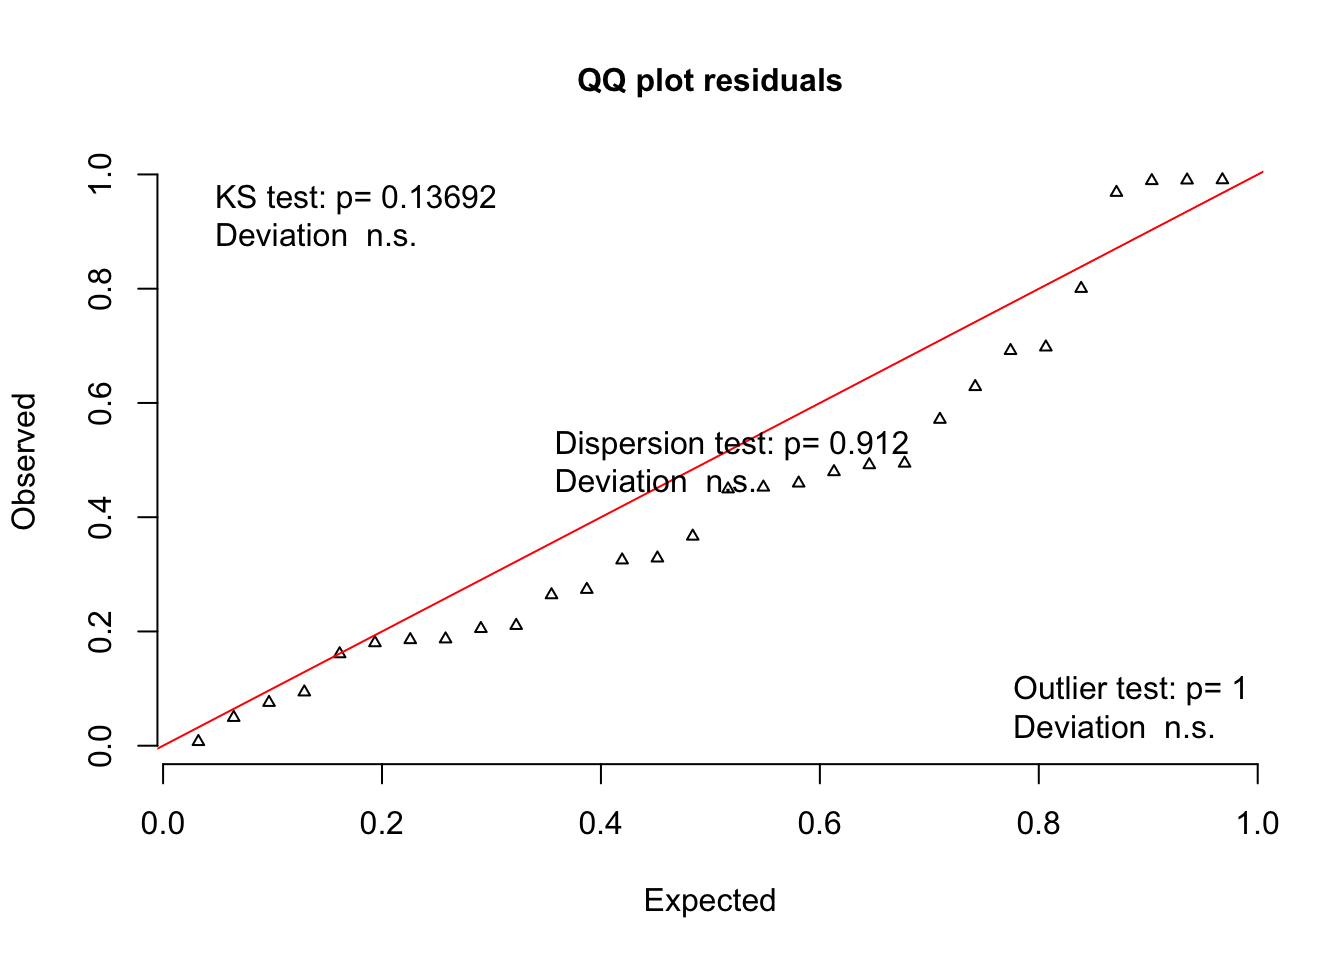 QQ plot residuals
KS test: p= 0.13692
Deviation  n.s.
Dispersion test: p= 0.912
Deviation  n.s.
Outlier test: p= 1
Deviation  n.s.
Observed
0.0
0.2
0.4
0.6
0.8
1.0
0.0 0.2 0.4 0.6 0.8 1.0
Expected